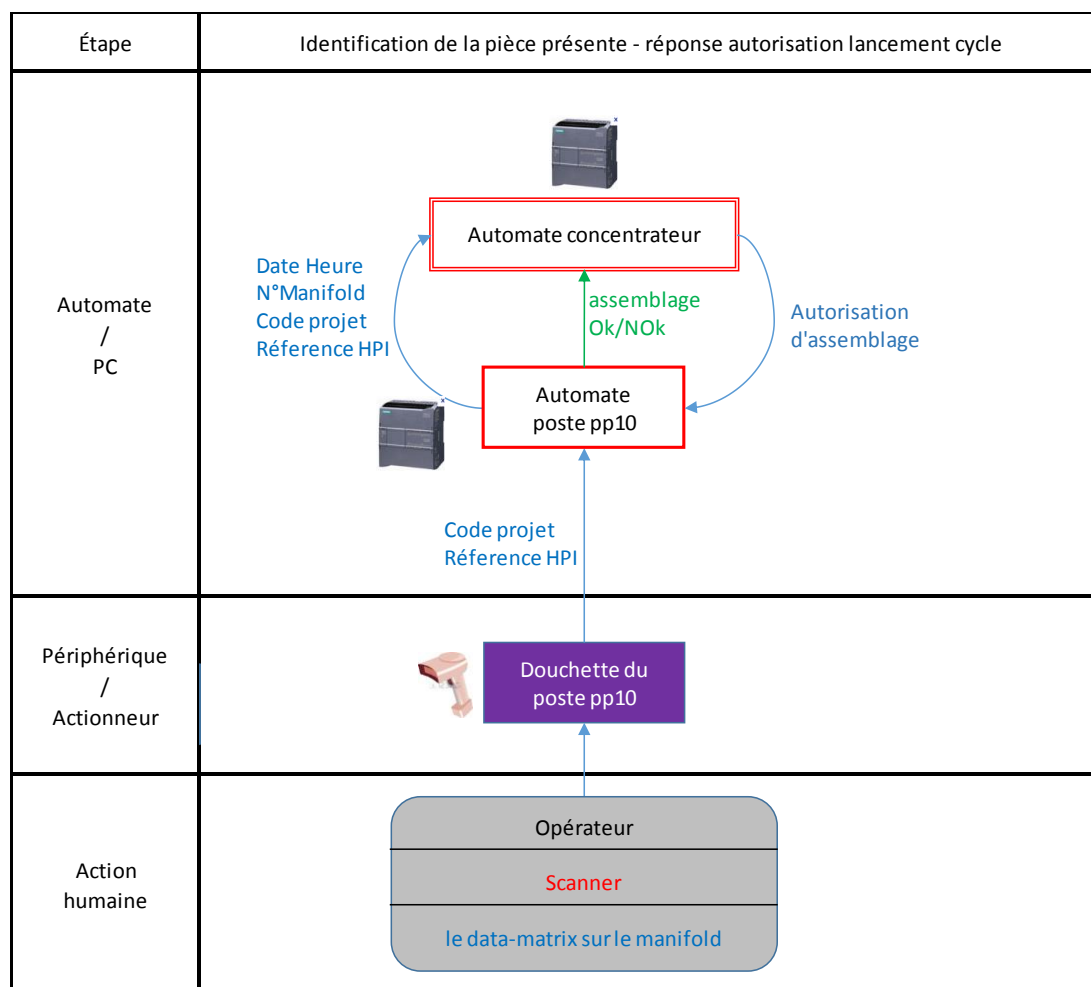 Étape
Identification de la pièce présente - réponse autorisation lancement cycle
Automate
/
PC
Automate concentrateur
Date Heure
N°Manifold
Code projet
Réference HPI
assemblage
Ok/NOk
Autorisation
d'assemblage
Automate
poste pp10
Code projet
Réference HPI
Périphérique
/
Actionneur
Douchette du
poste pp10
Action
humaine
Opérateur
Scanner
le data-matrix sur le manifold